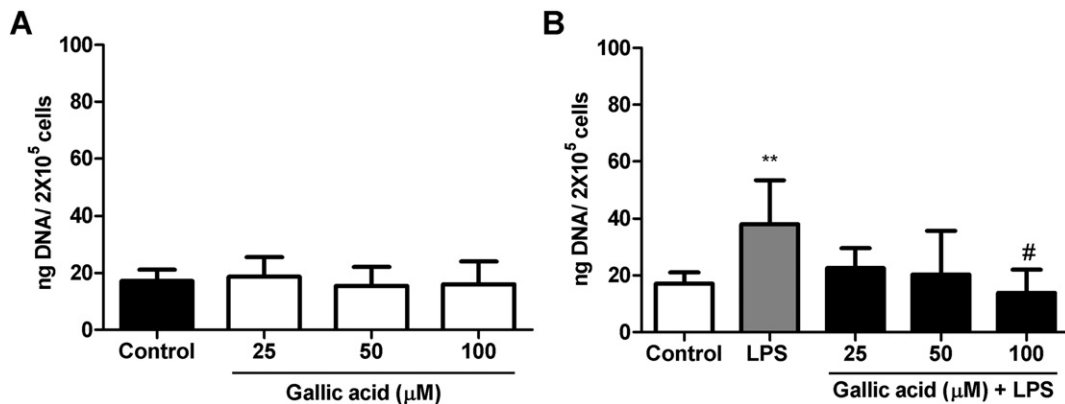 A
ng DNA/ 2X10⁵ cells
100
80
60
40
20
0
Control
25
50
100
Gallic acid (μM)
B
ng DNA/ 2X10⁵ cells
100
80
60
40
20
0
**
#
Control
LPS
25
50
100
Gallic acid (μM) + LPS